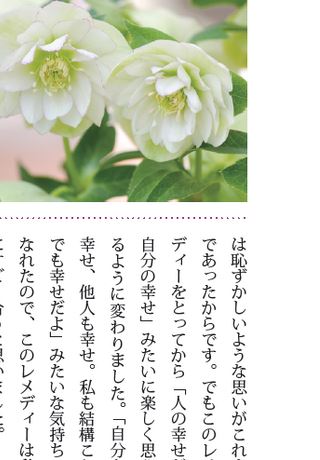 は恥ずかしいような思いがこれ
であったからです。でもこのレ
ディーをとってから「人の幸せ
自分の幸せ」みたいに楽しく思
るように変わりました。「自分
幸せ、他人も幸せ。私も結構こ
でも幸せだよ」みたいな気持ち
なれたので、このレメディーは